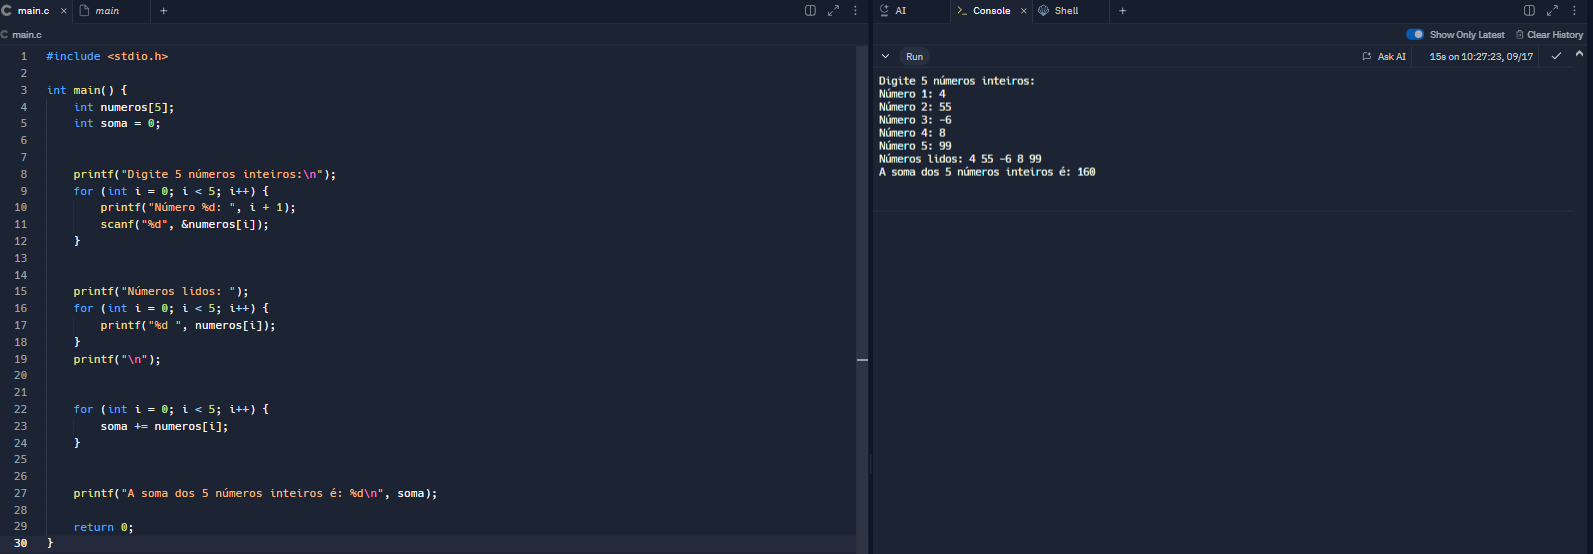 main.c × main +
main.c
1 #include <stdio.h>
2
3 int main() {
4 int numeros[5];
5 int soma = 0;
6
7
8 printf("Digite 5 números inteiros:\n");
9 for (int i = 0; i < 5; i++) {
10 printf("Número %d: ", i + 1);
11 scanf("%d", &numeros[i]);
12 }
13
14
15 printf("Números lidos: ");
16 for (int i = 0; i < 5; i++) {
17 printf("%d ", numeros[i]);
18 }
19 printf("\n");
20
21
22 for (int i = 0; i < 5; i++) {
23 soma += numeros[i];
24 }
25
26
27 printf("A soma dos 5 números inteiros é: %d\n", soma);
28
29 return 0;
30 }
AI Console × Shell +
Show Only Latest Clear History
Run Ask AI 15s on 10:27:23, 09/17
Digite 5 números inteiros:
Número 1: 4
Número 2: 55
Número 3: -6
Número 4: 8
Número 5: 99
Números lidos: 4 55 -6 8 99
A soma dos 5 números inteiros é: 160